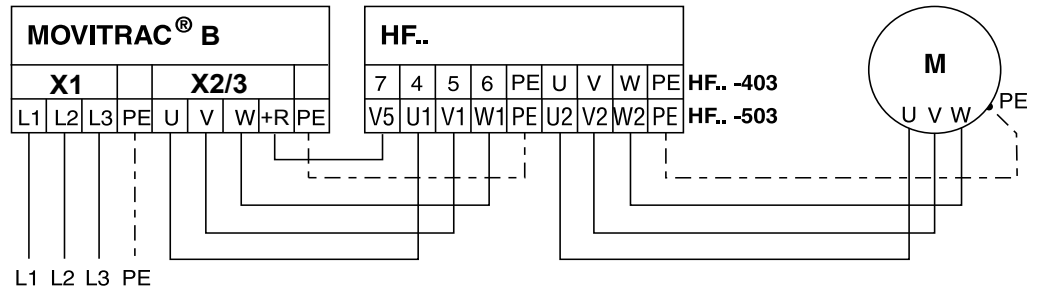 MOVITRAC® B
HF..
M
X1 X2/3
7 4 5 6 PE U V W PE HF.. -403
L1 L2 L3 PE U V W +R PE
V5 U1 V1 W1 PE U2 V2 W2 PE HF.. -503
U V W PE
L1 L2 L3 PE